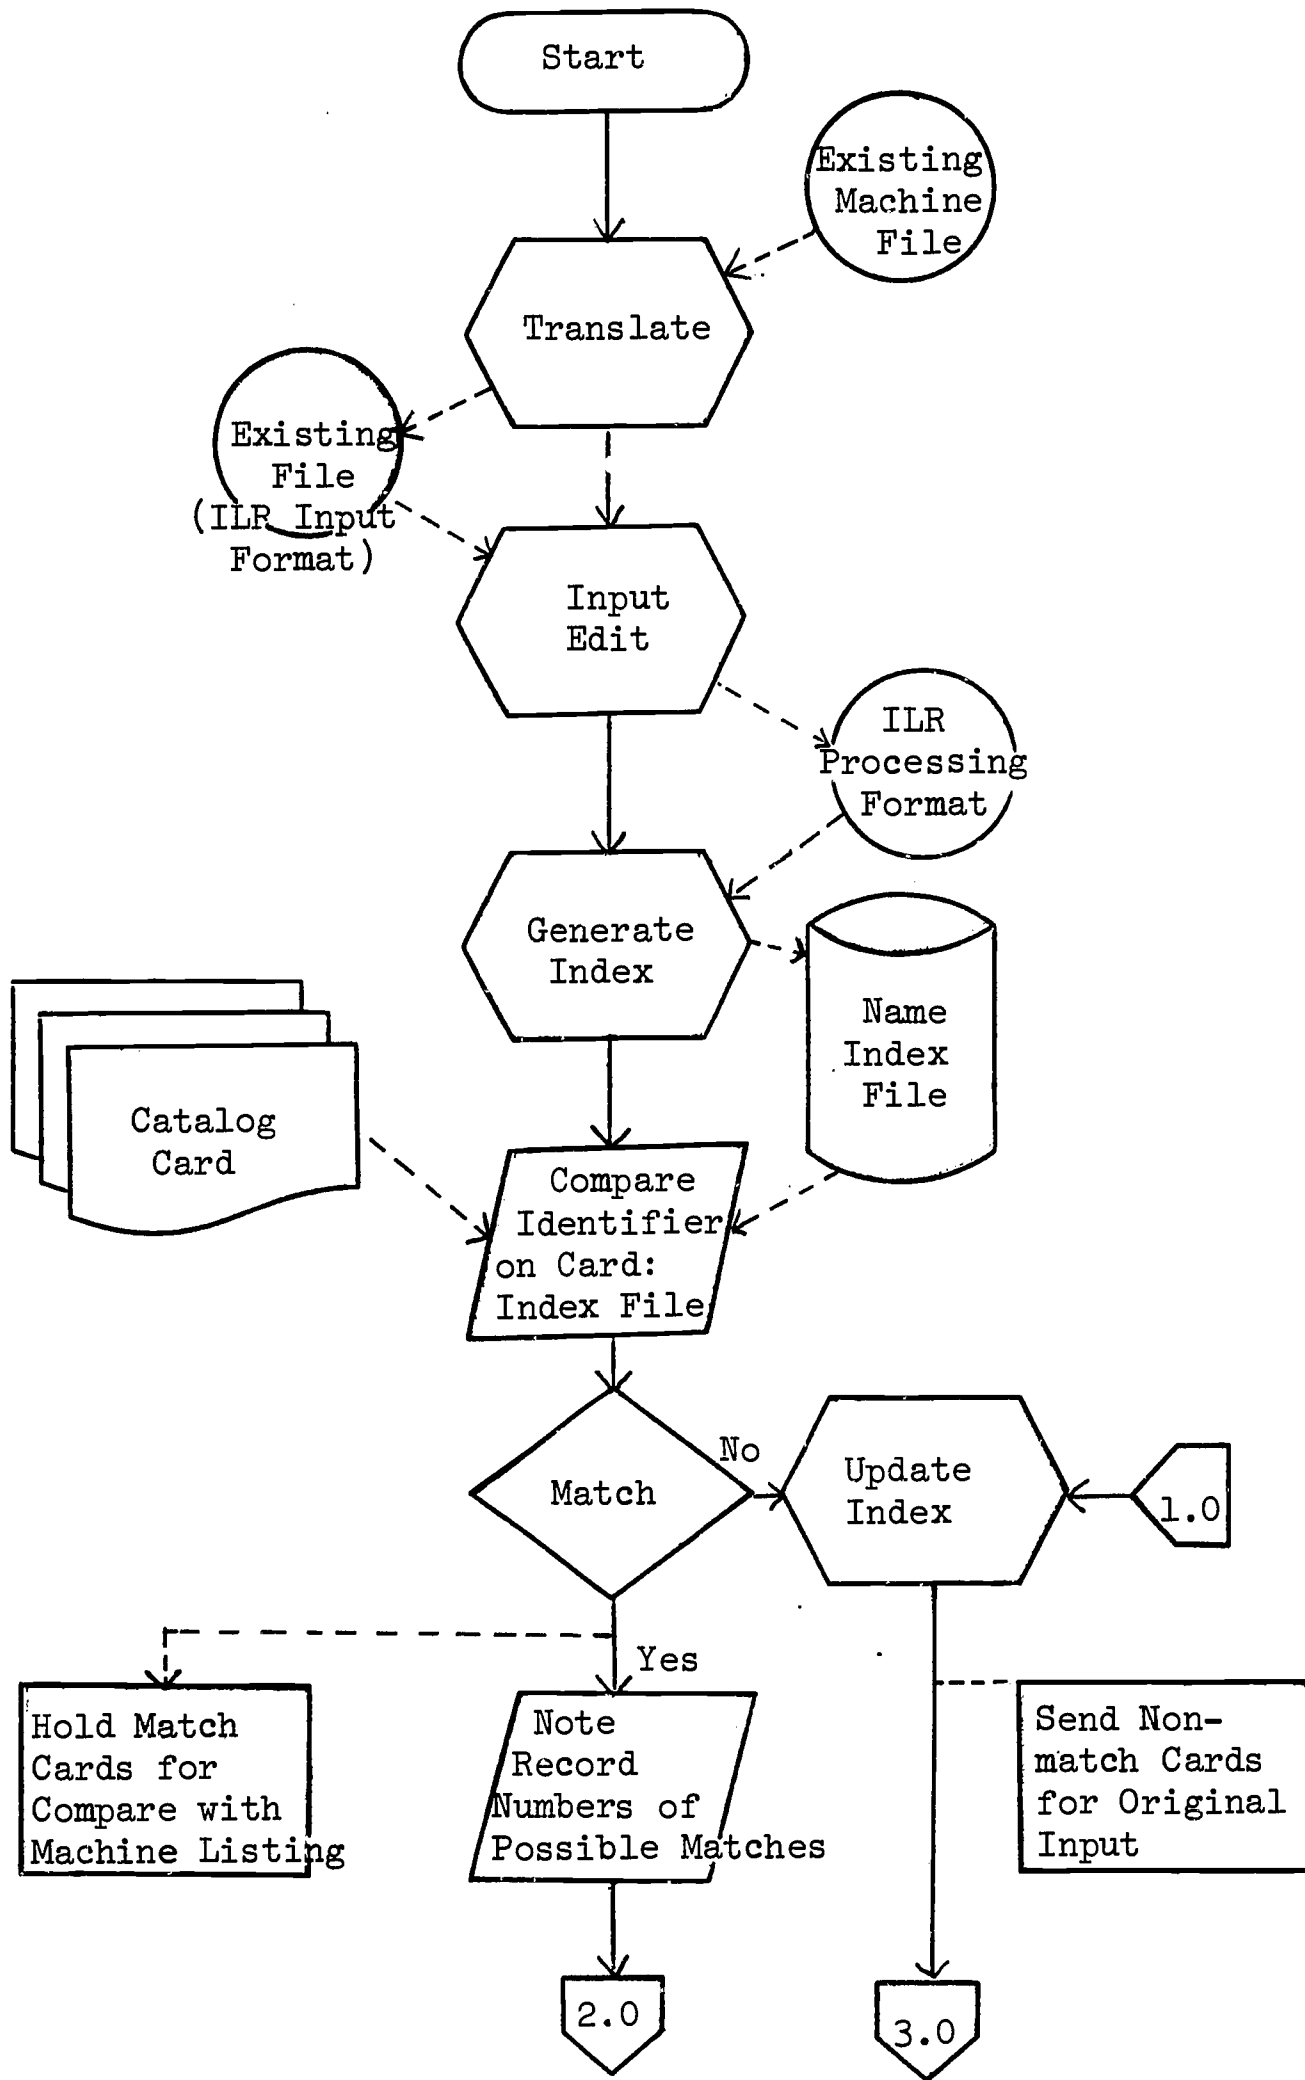 Start
Existing
Machine
File
Translate
Existing
File
(ILR Input
Format)
Input
Edit
ILR
Processing
Format
Generate
Index
Name
Index
File
Catalog
Card
Compare
Identifier
on Card:
Index File
No
Match
Update
Index
1.0
Yes
Hold Match
Cards for
Compare with
Machine Listing
Note
Record
Numbers of
Possible Matches
Send Non-
match Cards
for Original
Input
2.0
3.0